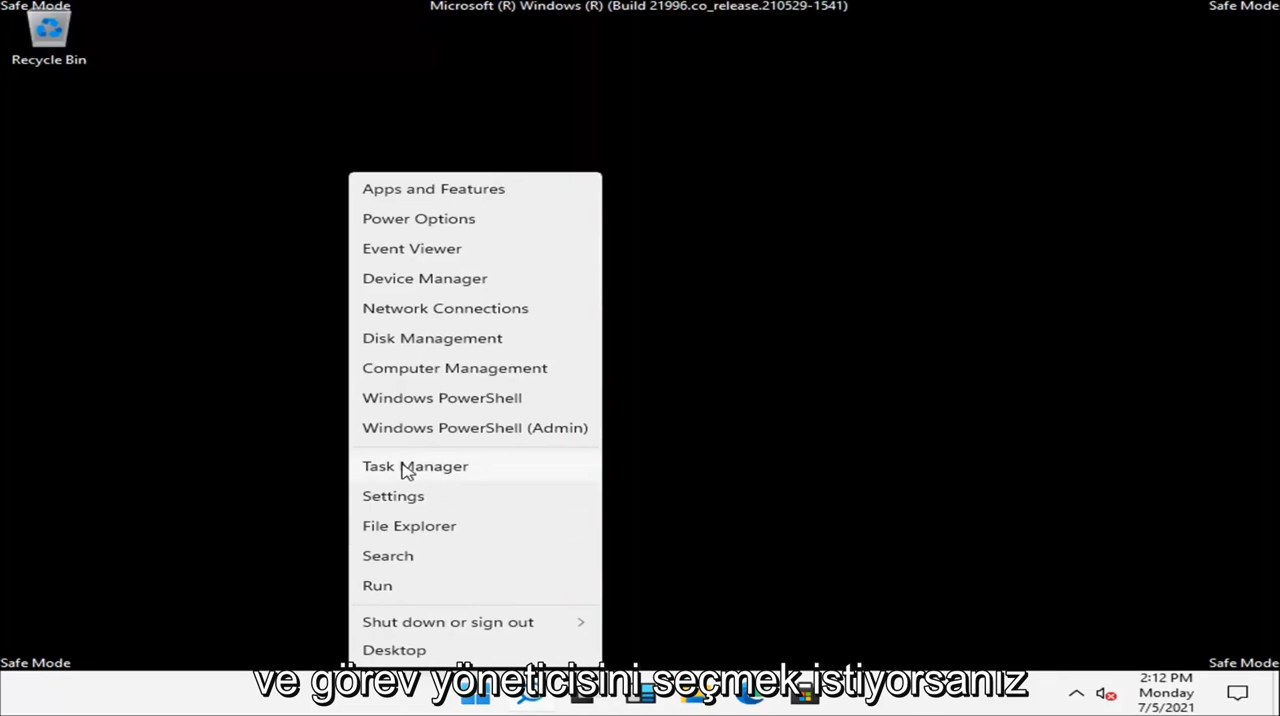 Safe Mode
Microsoft (R) Windows (R) (Build 21996.co_release.210529-1541)
Safe Mode
Recycle Bin
Apps and Features
Power Options
Event Viewer
Device Manager
Network Connections
Disk Management
Computer Management
Windows PowerShell
Windows PowerShell (Admin)
Task Manager
Settings
File Explorer
Search
Run
Shut down or sign out
Desktop
Safe Mode
Safe Mode
ve görev yöneticisini seçmek istiyorsanız
2:12 PM
Monday
7/5/2021